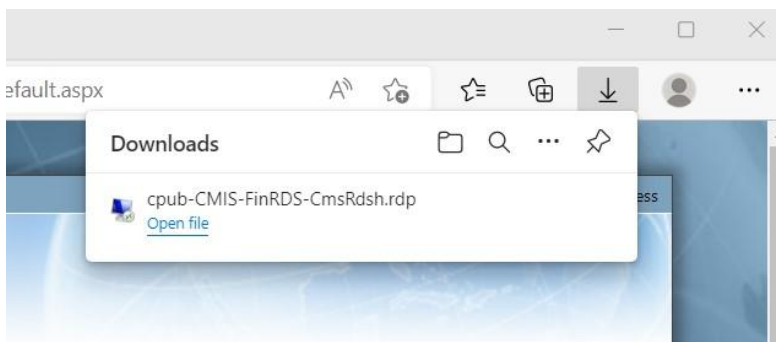 efault.aspx
Downloads
cpub-CMIS-FinRDS-CmsRdsh.rdp
Open file
ess